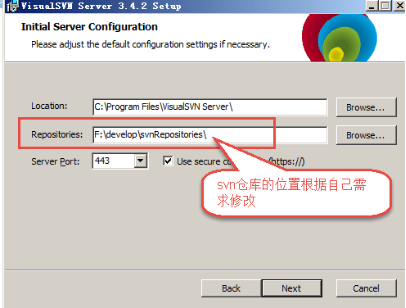 VisualSVN Server 3.4.2 Setup
Initial Server Configuration
Please adjust the default configuration settings if necessary.
Location: C:\Program Files\VisualSVN Server\ Browse...
Repositories: F:\develop\svnRepositories\ Browse...
Server Port: 443 Use secure co (https://)
svn仓库的位置根据自己需
求修改
Back Next Cancel